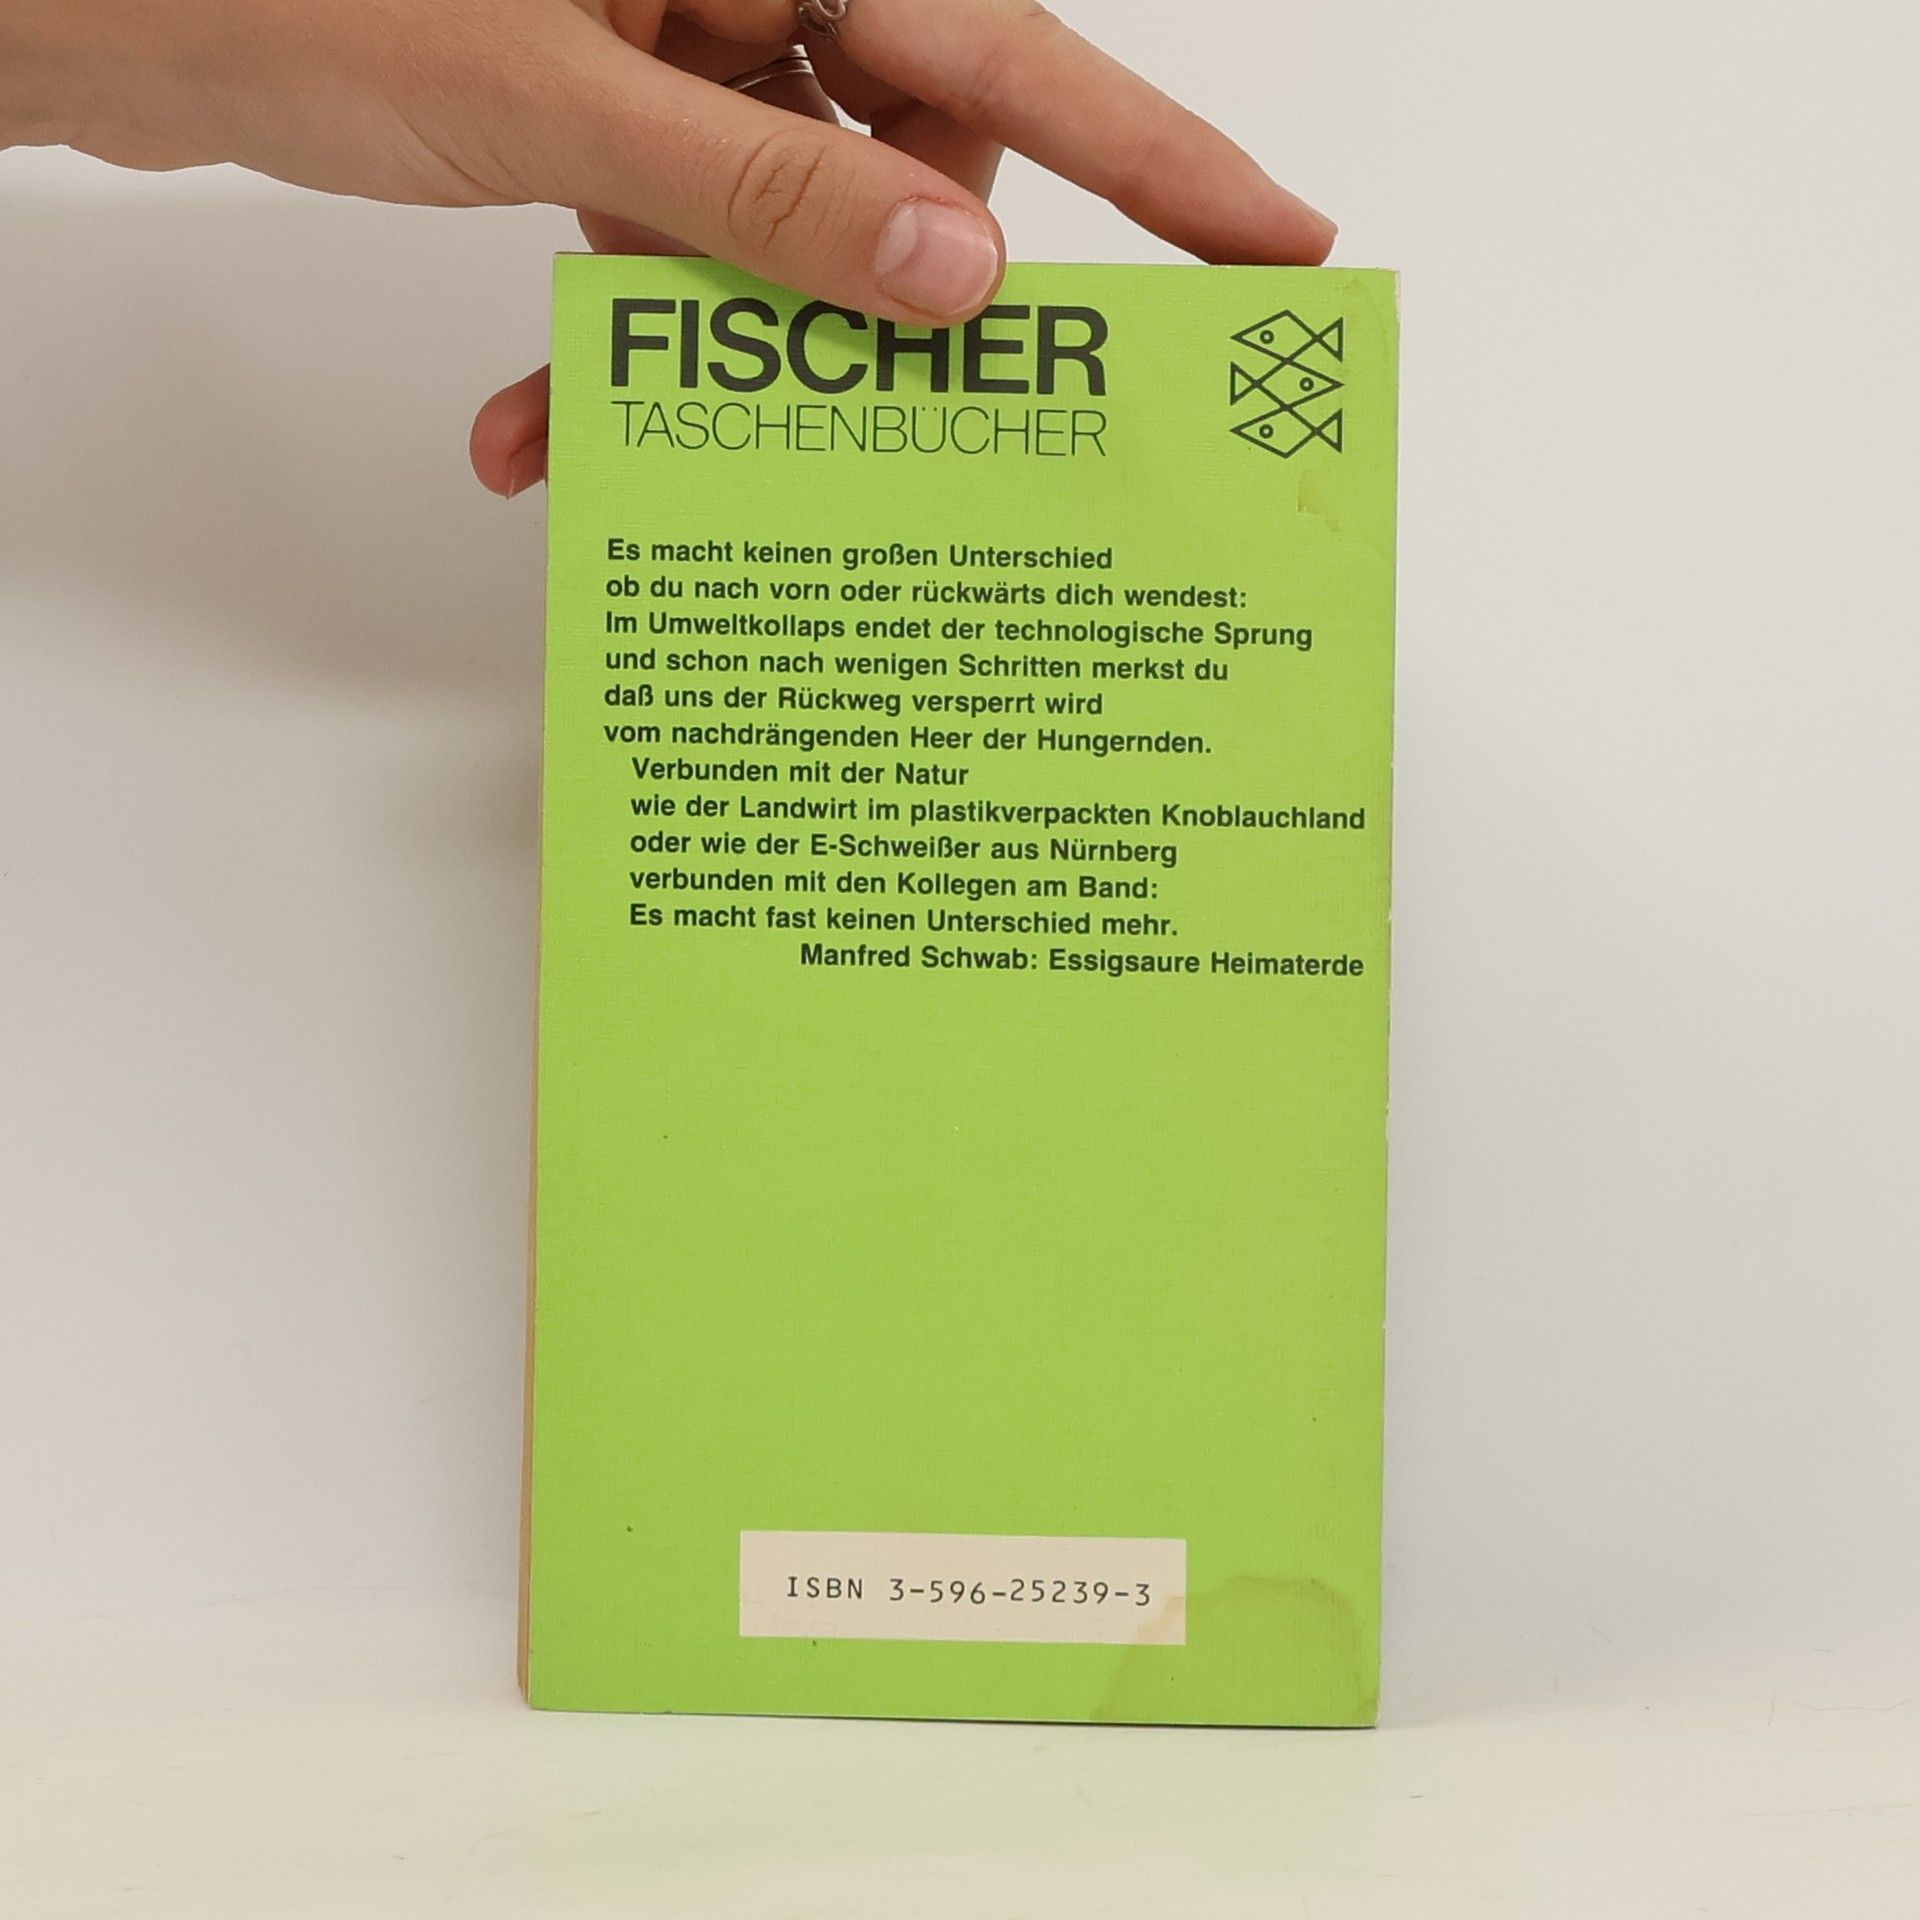 FISCHER
TASCHENBÜCHER
Es macht keinen großen Unterschied
ob du nach vorn oder rückwärts dich wendest:
Im Umweltkollaps endet der technologische Sprung
und schon nach wenigen Schritten merkst du
daß uns der Rückweg versperrt wird
vom nachdrängenden Heer der Hungernden.
Verbunden mit der Natur
wie der Landwirt im plastikverpackten Knoblauchland
oder wie der E-Schweißer aus Nürnberg
verbunden mit den Kollegen am Band:
Es macht fast keinen Unterschied mehr.
Manfred Schwab: Essigsaure Heimaterde
ISBN 3-596-25239-3